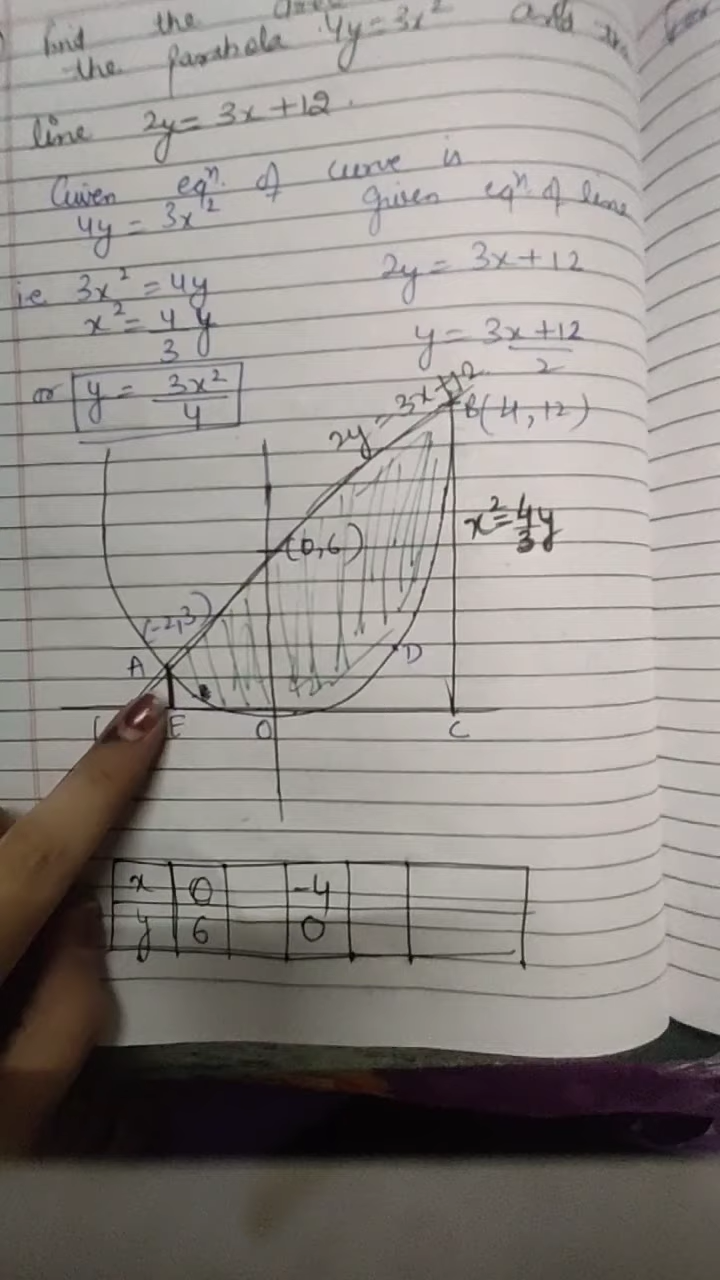 find the area
the parabola 4y = 3x² and the
line 2y = 3x + 12.
Given eqⁿ. of curve is
4y = 3x²
given eqⁿ. of line
i.e 3x² = 4y
2y = 3x + 12
x² = 4/3 y
y = 3x + 12 / 2
or y = 3x² / 4
2y = 3x + 12
B(4, 12)
x² = 4/3 y
(0, 6)
(-2, 3)
A
D
E O C
x 0 -4
y 6 0